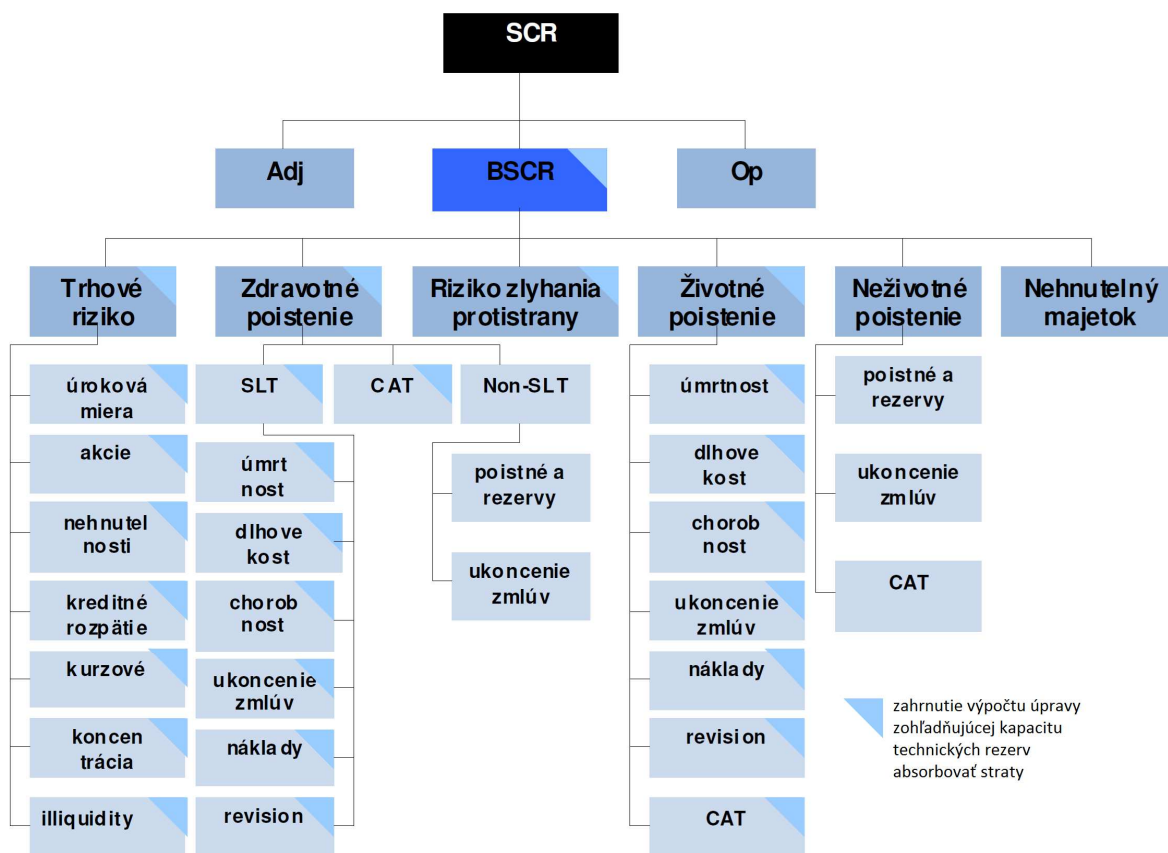 SCR
Adj
BSCR
Op
Trhové
riziko
Zdravotné
poistenie
Riziko zlyhania
protistrany
Životné
poistenie
Neživotné
poistenie
Nehnutelný
majetok
úroková
miera
akcie
nehnutel
nosti
kreditné
rozpätie
kurzové
koncen
trácia
illiquidity
SLT
CAT
Non-SLT
úmrt
nost
dlhove
kost
chorob
nost
ukoncenie
zmlúv
náklady
revision
poistné a
rezervy
ukoncenie
zmlúv
úmrtnost
dlhove
kost
chorob
nost
ukoncenie
zmlúv
náklady
revision
CAT
poistné a
rezervy
ukoncenie
zmlúv
CAT
zahrnutie výpočtu úpravy
zohľadňujúcej kapacitu
technických rezerv
absorbovať straty